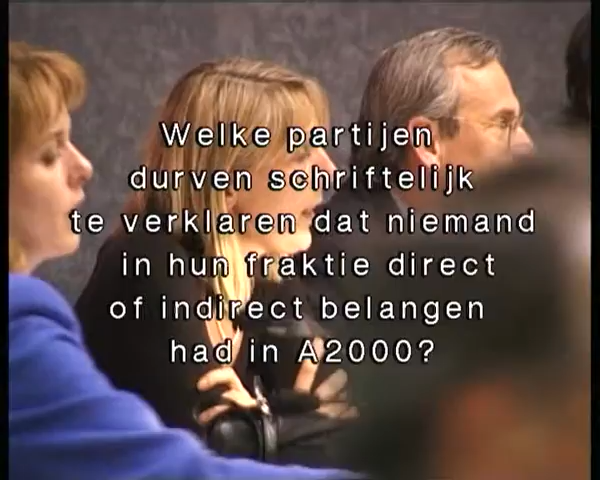 Welke partijen
durven schriftelijk
te verklaren dat niemand
in hun fraktie direct
of indirect belangen
had in A2000?